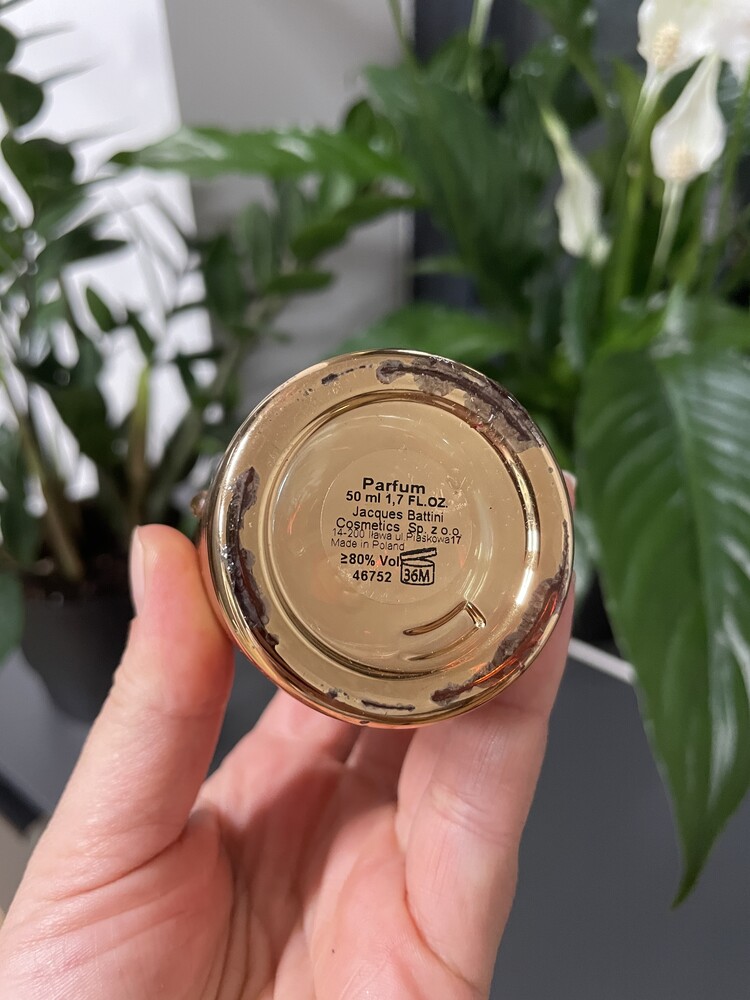 Parfum
50 ml 1,7 FL.OZ.
Jacques Battini
Cosmetics Sp. z o.o.
14-200 Iława ul.Piaskowa17
Made in Poland
≥80% Vol
46752 36M